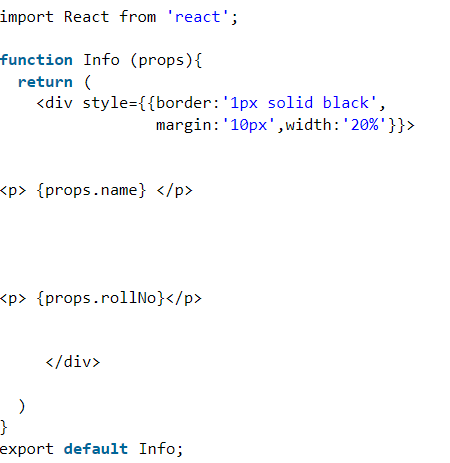 import React from 'react';
function Info (props){
return (
<div style={{border:'1px solid black',
margin:'10px',width:'20%'}}>
<p> {props.name} </p>
<p> {props.rollNo}</p>
</div>
)
}
export default Info;